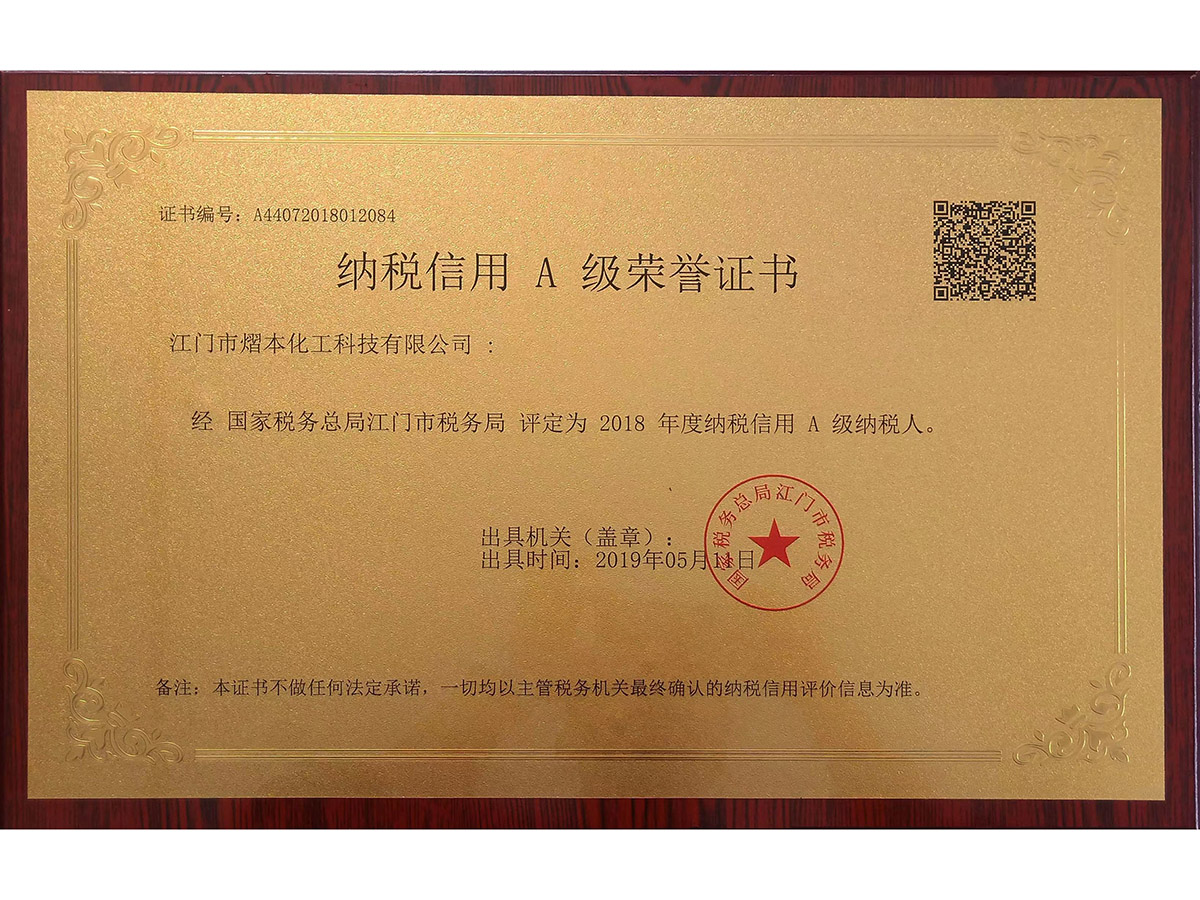 证书编号：A44072018012084
纳税信用 A 级荣誉证书
江门市熠本化工科技有限公司 ：
经 国家税务总局江门市税务局 评定为 2018 年度纳税信用 A 级纳税人。
出具机关（盖章）：
出具时间：2019年05月14日
国家税务总局江门市税务局
备注：本证书不做任何法定承诺，一切均以主管税务机关最终确认的纳税信用评价信息为准。